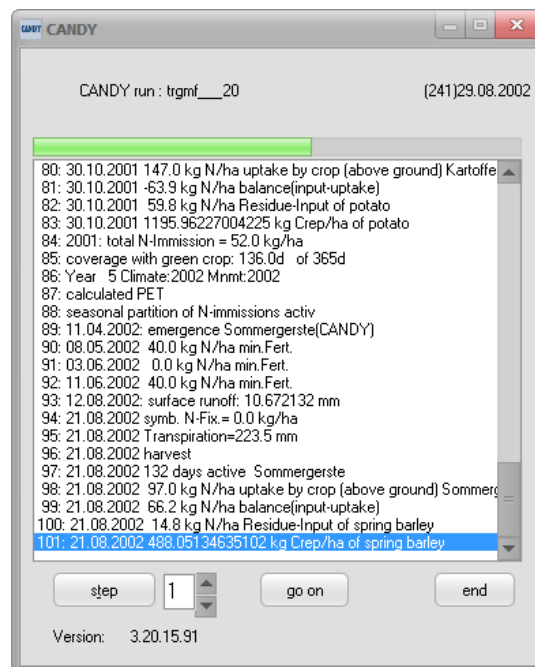 CANDY CANDY
CANDY run : trgmf___20 (241)29.08.2002
80: 30.10.2001 147.0 kg N/ha uptake by crop (above ground) Kartoffe
81: 30.10.2001 -63.9 kg N/ha balance(input-uptake)
82: 30.10.2001 59.8 kg N/ha Residue-Input of potato
83: 30.10.2001 1195.96227004225 kg Crep/ha of potato
84: 2001: total N-Immission = 52.0 kg/ha
85: coverage with green crop: 136.0d of 365d
86: Year 5 Climate:2002 Mnmt:2002
87: calculated PET
88: seasonal partition of N-immissions activ
89: 11.04.2002: emergence Sommergerste(CANDY)
90: 08.05.2002 40.0 kg N/ha min.Fert.
91: 03.06.2002 0.0 kg N/ha min.Fert.
92: 11.06.2002 40.0 kg N/ha min.Fert.
93: 12.08.2002: surface runoff: 10.672132 mm
94: 21.08.2002 symb. N-Fix.= 0.0 kg/ha
95: 21.08.2002 Transpiration=223.5 mm
96: 21.08.2002 harvest
97: 21.08.2002 132 days active Sommergerste
98: 21.08.2002 97.0 kg N/ha uptake by crop (above ground) Sommerg
99: 21.08.2002 66.2 kg N/ha balance(input-uptake)
100: 21.08.2002 14.8 kg N/ha Residue-Input of spring barley
101: 21.08.2002 488.05134635102 kg Crep/ha of spring barley
step 1 go on end
Version: 3.20.15.91